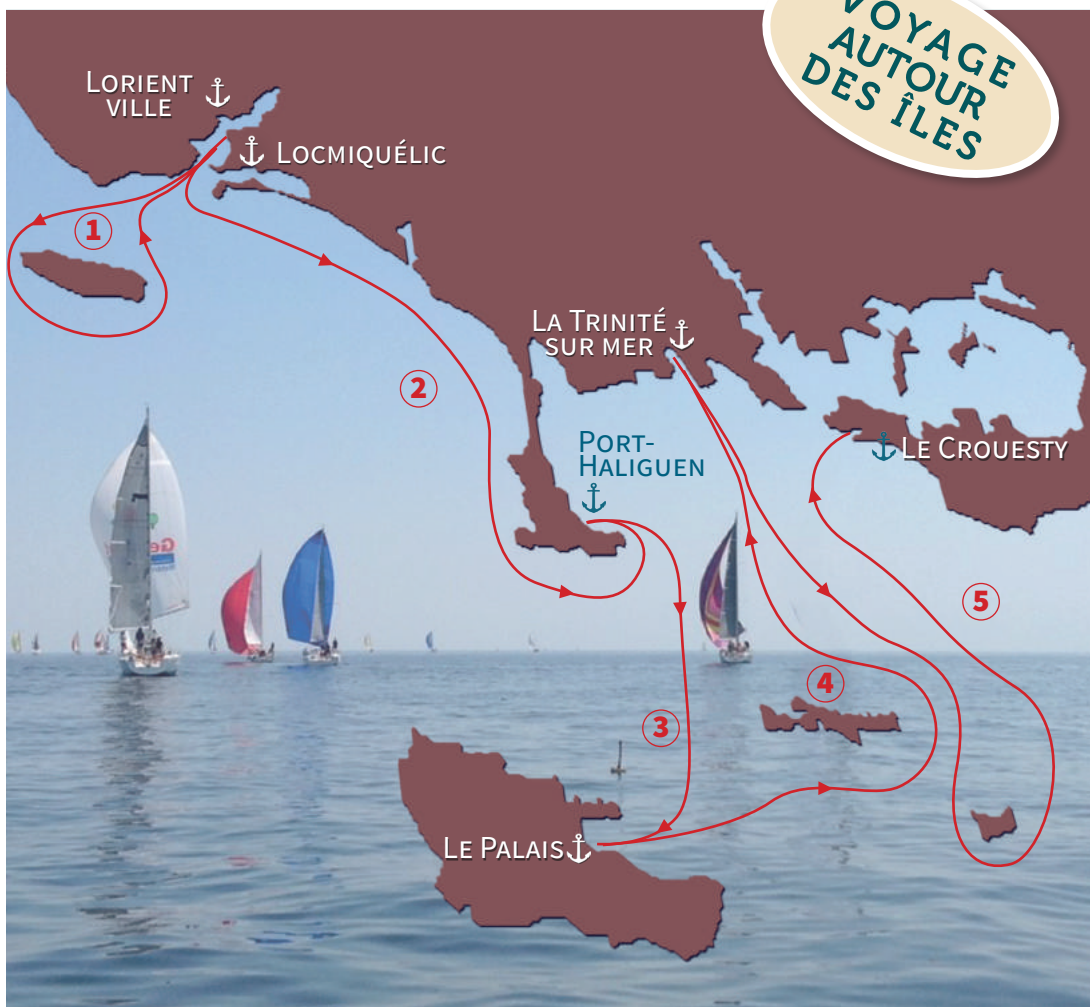 VOYAGE
AUTOUR
DES ÎLES
LORIENT
VILLE
LOCMIQUÉLIC
1
2
LA TRINITÉ
SUR MER
PORT-
HALIGUEN
LE CROUESTY
5
4
3
LE PALAIS